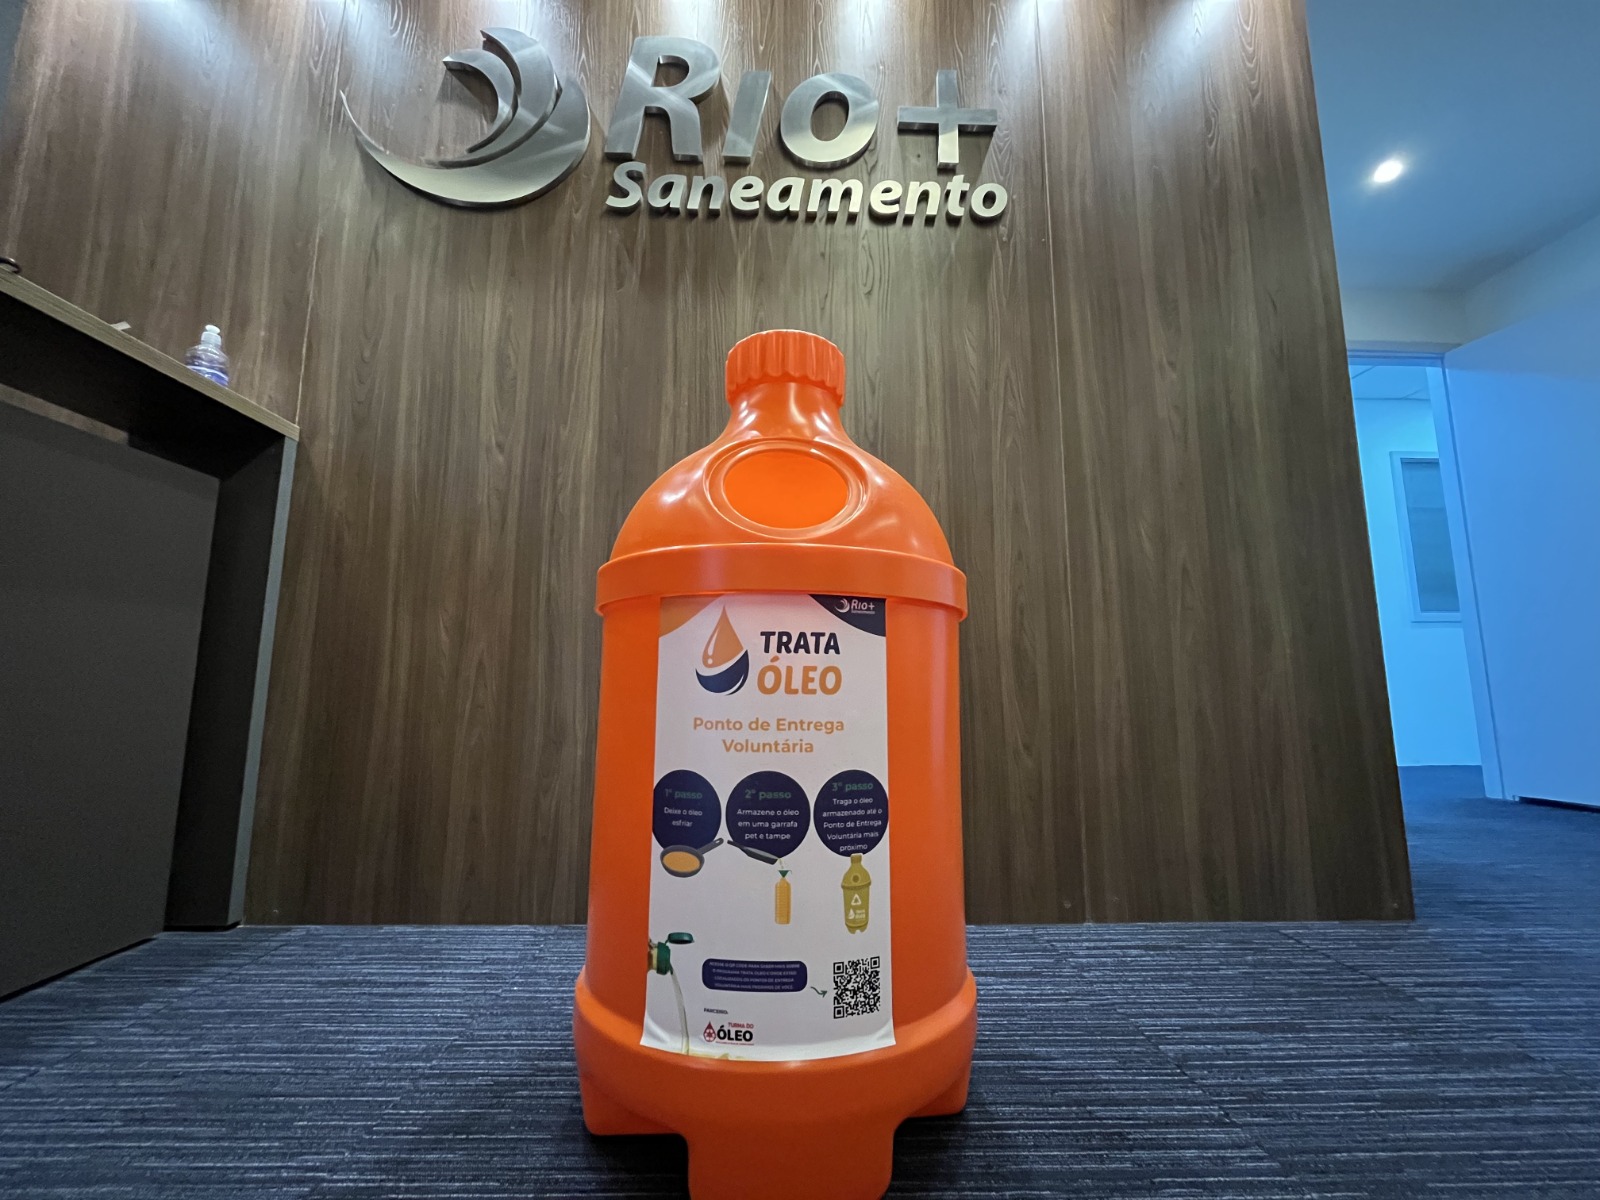 Rio+
Saneamento
Rio+
Saneamento
TRATA
ÓLEO
Ponto de Entrega
Voluntária
1º passo
Deixe o óleo
esfriar
2º passo
Armazene o óleo
em uma garrafa
pet e tampe
3º passo
Traga o óleo
armazenado até o
Ponto de Entrega
Voluntária mais
próximo
PARCEIRO:
TURMA DO
ÓLEO